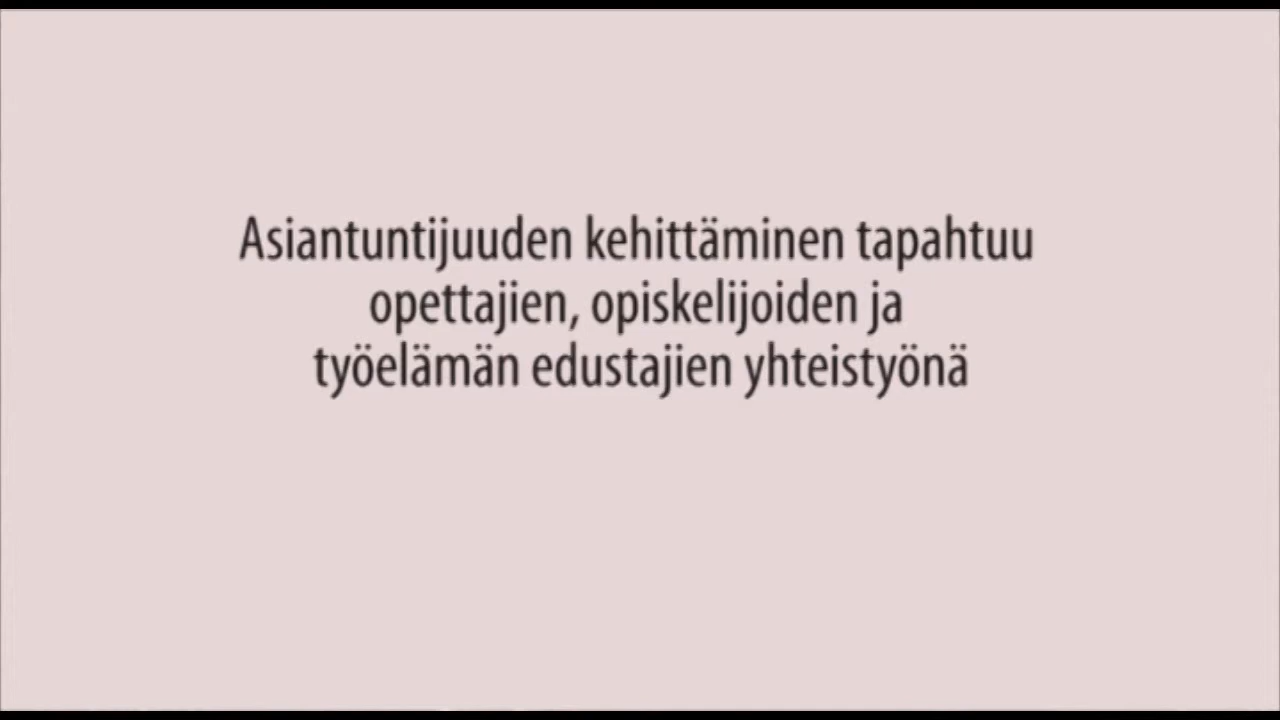 Asiantuntijuuden kehittäminen tapahtuu
opettajien, opiskelijoiden ja
työelämän edustajien yhteistyönä